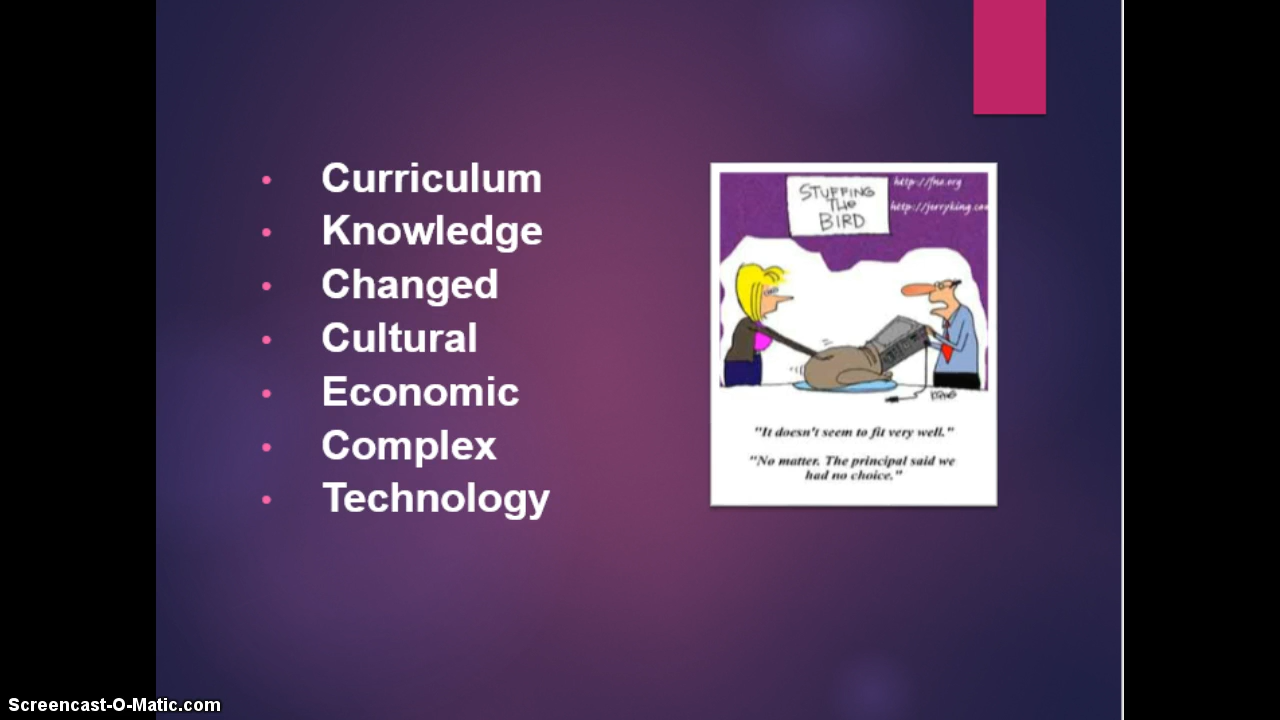 Curriculum
Knowledge
Changed
Cultural
Economic
Complex
Technology
STUFFING
THE
BIRD
http://fno.org
http://jerryking.com
"It doesn't seem to fit very well."
"No matter. The principal said we
had no choice."
Screencast-O-Matic.com